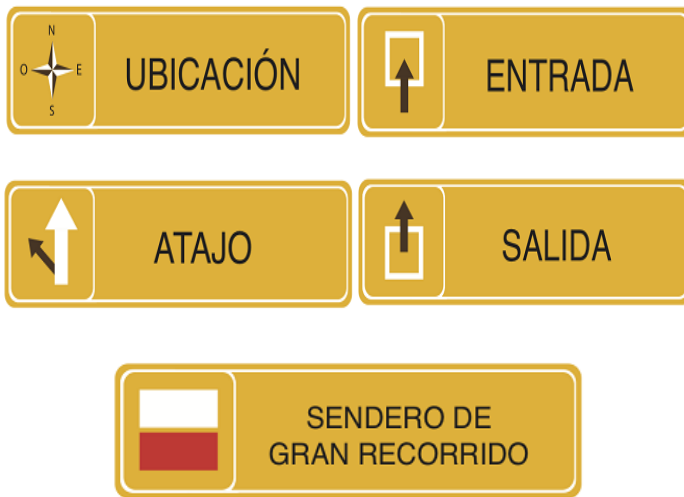 N
O E
S
UBICACIÓN
ENTRADA
ATAJO
SALIDA
SENDERO DE
GRAN RECORRIDO